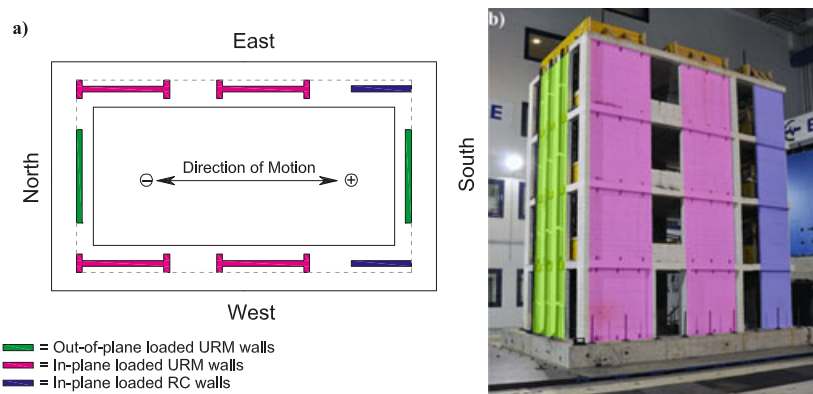 a)
East
North
⊖ Direction of Motion ⊕
South
West
= Out-of-plane loaded URM walls
= In-plane loaded URM walls
= In-plane loaded RC walls
b)
E
E